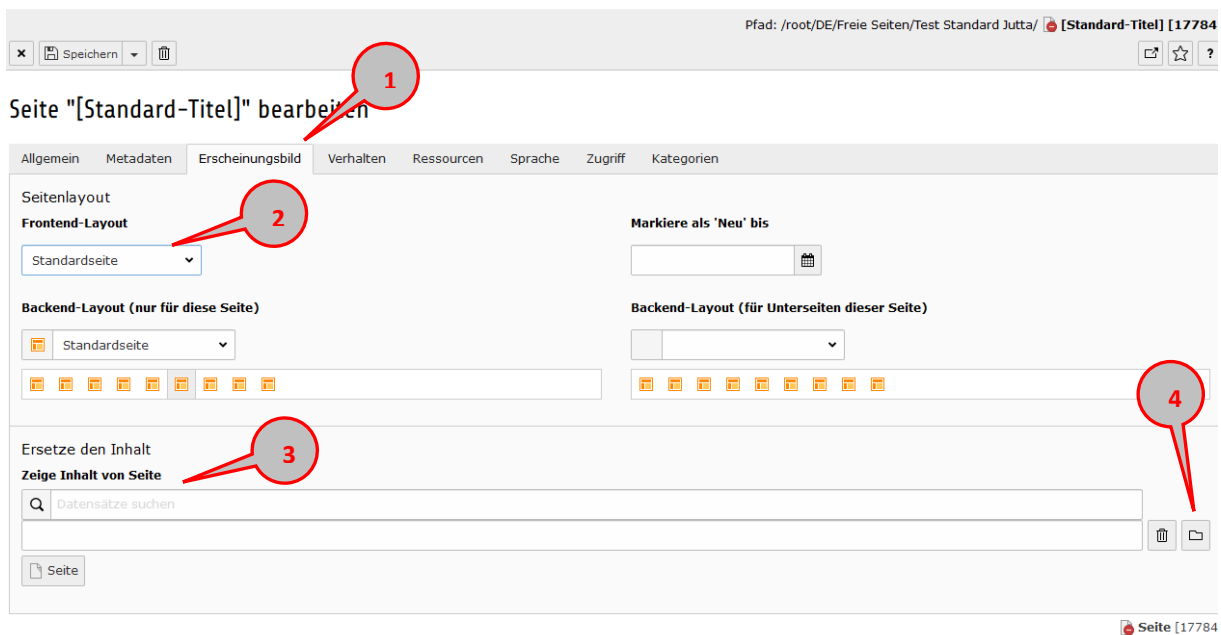 Pfad: /root/DE/Freie Seiten/Test Standard Jutta/ [Standard-Titel] [17784
Speichern
?
1
Seite "[Standard-Titel]" bearbeiten
Allgemein Metadaten Erscheinungsbild Verhalten Ressourcen Sprache Zugriff Kategorien
Seitenlayout
2
Frontend-Layout Markiere als 'Neu' bis
Standardseite
Backend-Layout (nur für diese Seite) Backend-Layout (für Unterseiten dieser Seite)
Standardseite
4
Ersetze den Inhalt
3
Zeige Inhalt von Seite
Datensätze suchen
Seite
Seite [17784